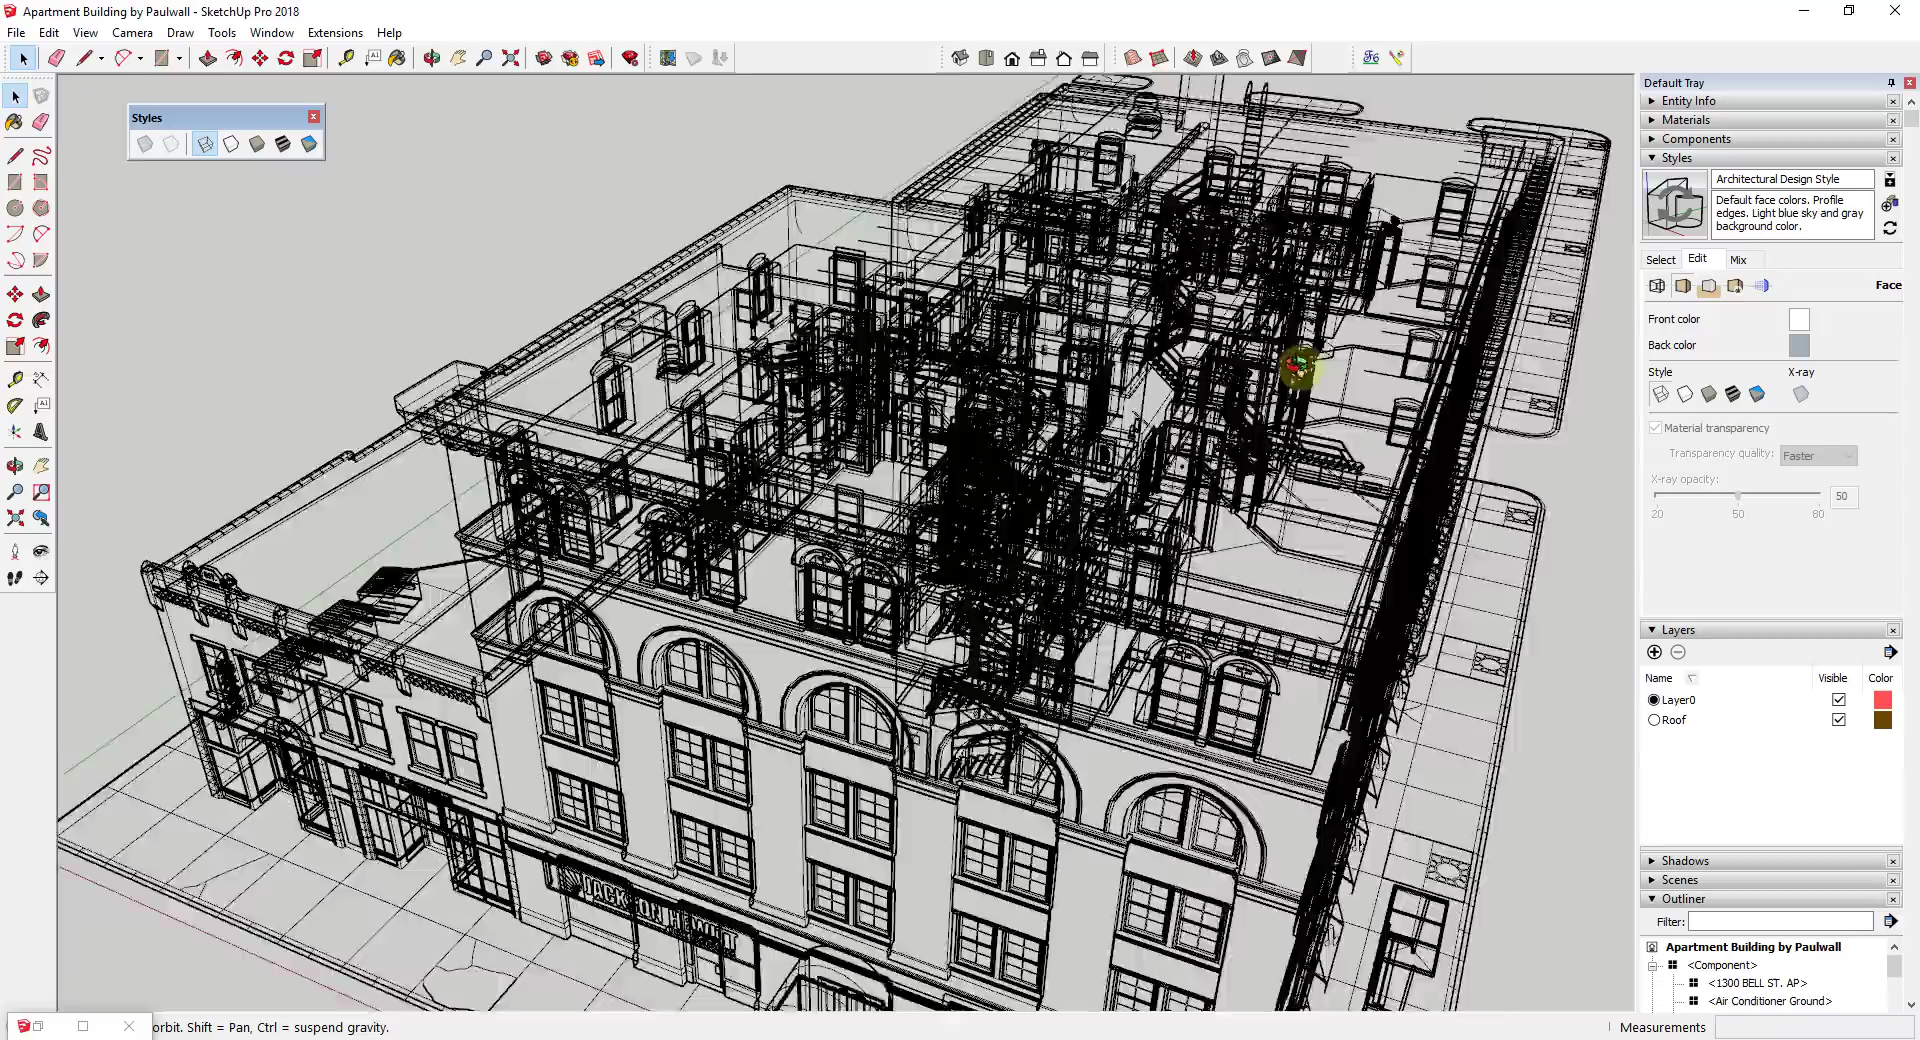 Apartment Building by Paulwall - SketchUp Pro 2018
File Edit View Camera Draw Tools Window Extensions Help
Styles
Default Tray
Entity Info
Materials
Components
Styles
Architectural Design Style
Default face colors. Profile
edges. Light blue sky and gray
background color.
Select Edit Mix
Face
Front color
Back color
Style X-ray
Material transparency
Transparency quality: Faster
X-ray opacity: 50
20 50 80
Layers
Name Visible Color
Layer0
Roof
Shadows
Scenes
Outliner
Filter:
Apartment Building by Paulwall
<Component>
<1300 BELL ST. AP>
<Air Conditioner Ground>
JACKSON HEWITT
orbit. Shift = Pan, Ctrl = suspend gravity.
Measurements